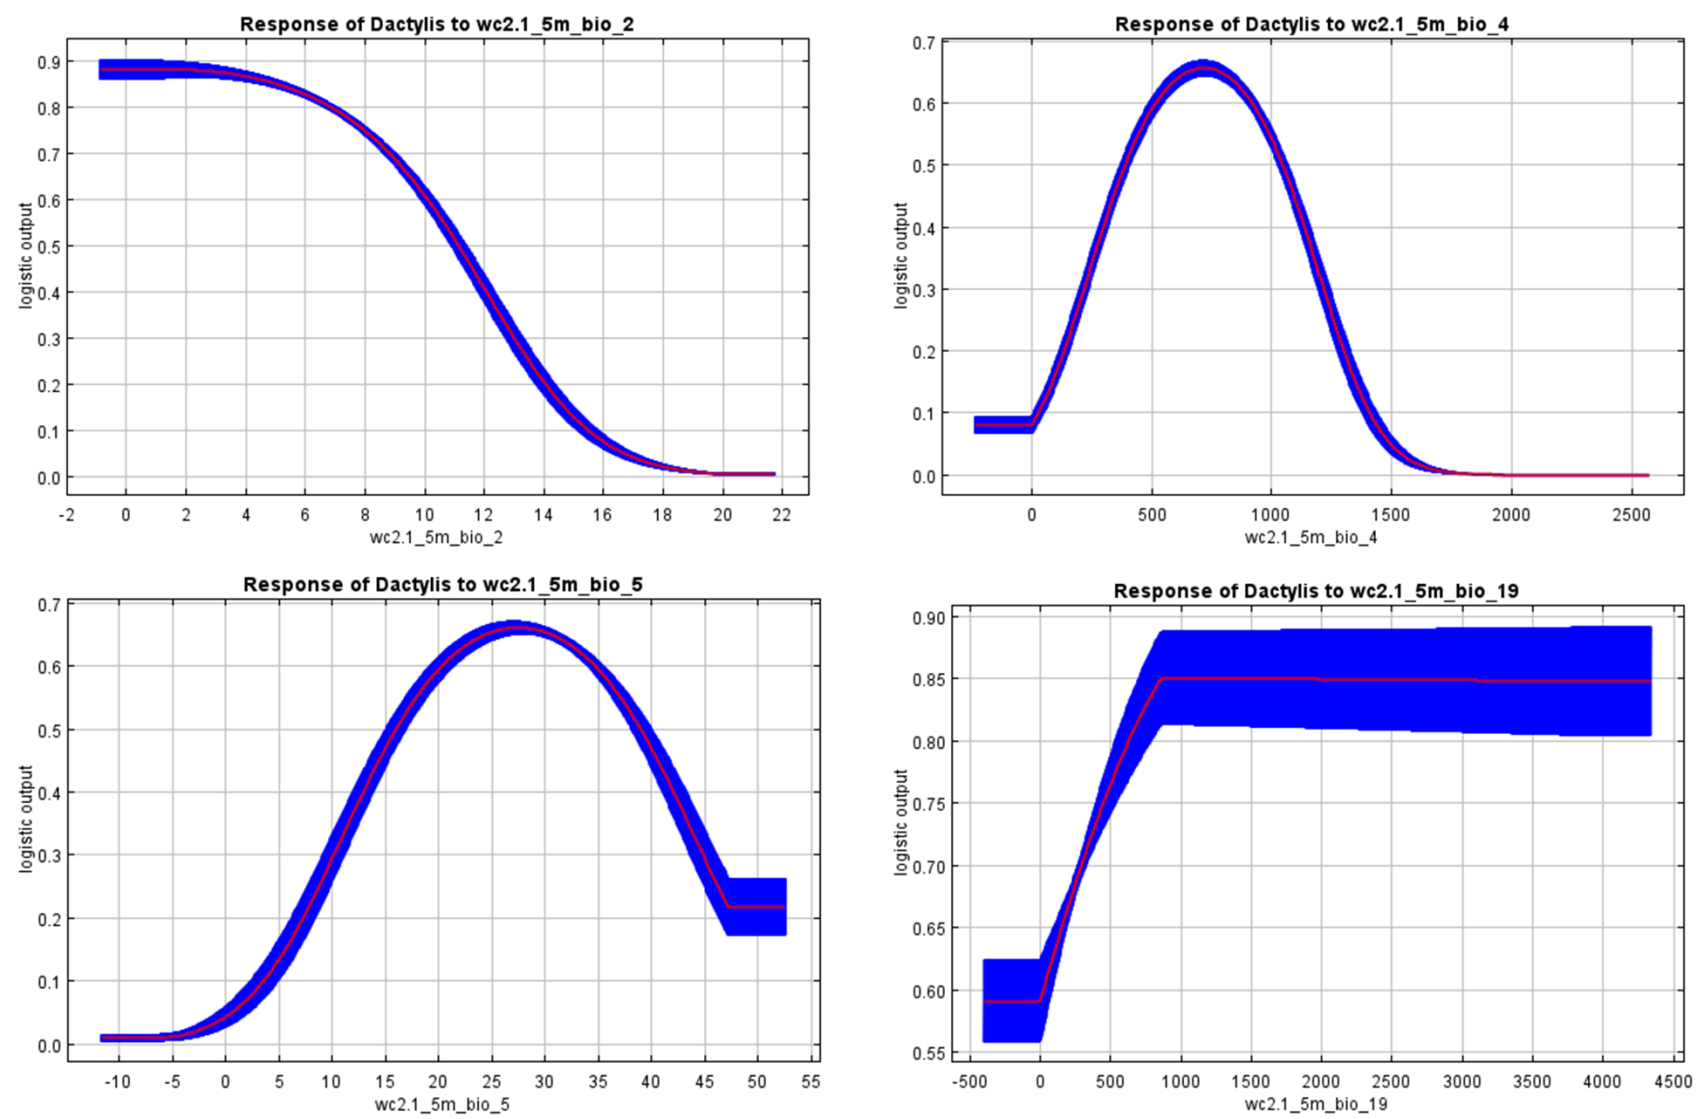 Response of Dactylis to wc2.1_5m_bio_2
0.9
0.8
0.7
0.6
0.5
0.4
0.3
0.2
0.1
0.0
logistic output
-2 0 2 4 6 8 10 12 14 16 18 20 22
wc2.1_5m_bio_2
Response of Dactylis to wc2.1_5m_bio_4
0.7
0.6
0.5
0.4
0.3
0.2
0.1
0.0
logistic output
0 500 1000 1500 2000 2500
wc2.1_5m_bio_4
Response of Dactylis to wc2.1_5m_bio_5
0.7
0.6
0.5
0.4
0.3
0.2
0.1
0.0
logistic output
-10 -5 0 5 10 15 20 25 30 35 40 45 50 55
wc2.1_5m_bio_5
Response of Dactylis to wc2.1_5m_bio_19
0.90
0.85
0.80
0.75
0.70
0.65
0.60
0.55
logistic output
-500 0 500 1000 1500 2000 2500 3000 3500 4000 4500
wc2.1_5m_bio_19